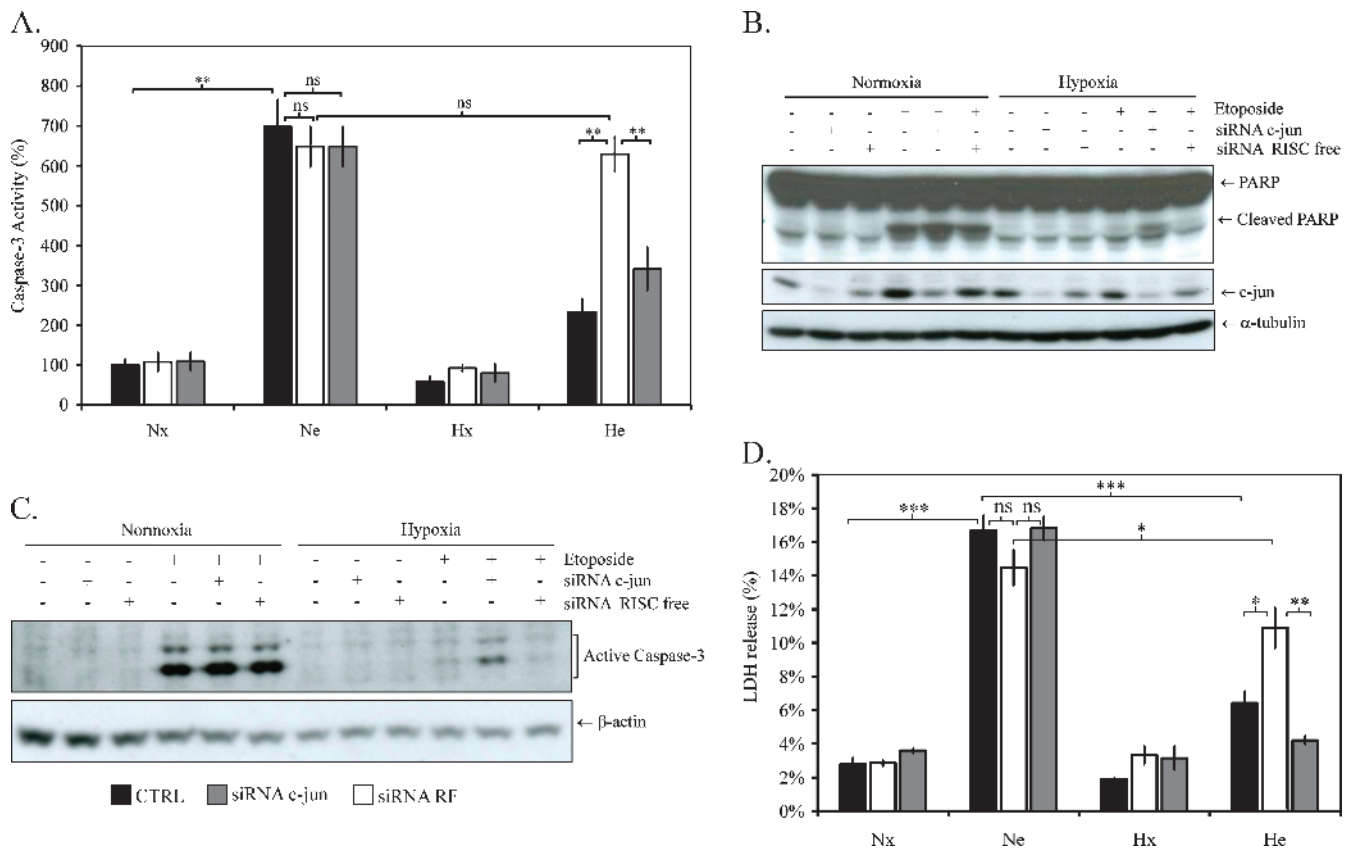 A.
900
800
700
600
500
400
300
200
100
0
Caspase-3 Activity (%)
** ns ns ns ** **
Nx Ne Hx He
B.
Normoxia Hypoxia
- - - – – + - - - + + + Etoposide
- + - - - - - + - - + - siRNA c-jun
- - + - - + - - + - - + siRNA RISC free
← PARP
← Cleaved PARP
← c-jun
← α-tubulin
C.
Normoxia Hypoxia
- - - + + + - - - + + + Etoposide
- + - - + - - + - - + - siRNA c-jun
- - + - - + - - + - - + siRNA RISC free
Active Caspase-3
← β-actin
CTRL siRNA c-jun siRNA RF
D.
20%
18%
16%
14%
12%
10%
8%
6%
4%
2%
0%
LDH release (%)
*** *** ns ns * * **
Nx Ne Hx He